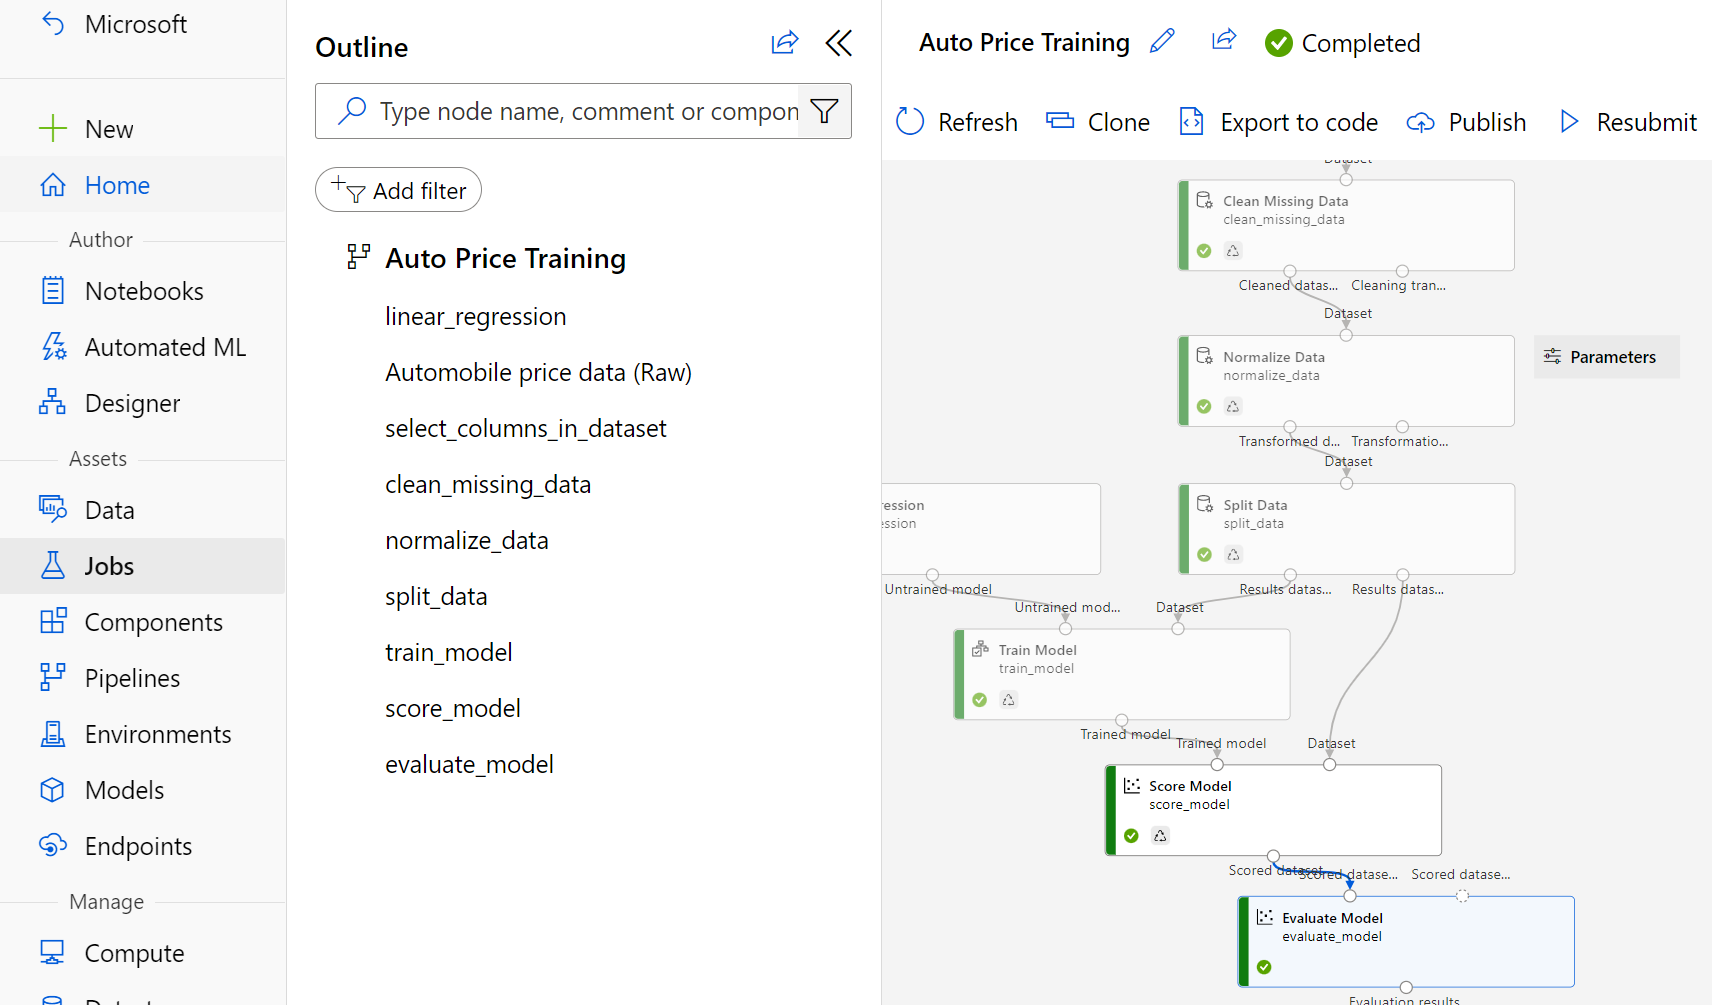 Microsoft
New
Home
Author
Notebooks
Automated ML
Designer
Assets
Data
Jobs
Components
Pipelines
Environments
Models
Endpoints
Manage
Compute
Outline
Type node name, comment or compon
Add filter
Auto Price Training
linear_regression
Automobile price data (Raw)
select_columns_in_dataset
clean_missing_data
normalize_data
split_data
train_model
score_model
evaluate_model
Auto Price Training
Completed
Refresh
Clone
Export to code
Publish
Resubmit
Dataset
Clean Missing Data
clean_missing_data
Cleaned datas... Cleaning tran...
Dataset
Normalize Data
normalize_data
Parameters
Transformed d... Transformatio...
Dataset
ression
ession
Split Data
split_data
Untrained model
Results datas... Results datas...
Untrained mod... Dataset
Train Model
train_model
Trained model
Trained model Dataset
Score Model
score_model
Scored dataset
Scored datase... Scored datase...
Evaluate Model
evaluate_model
Evaluation results